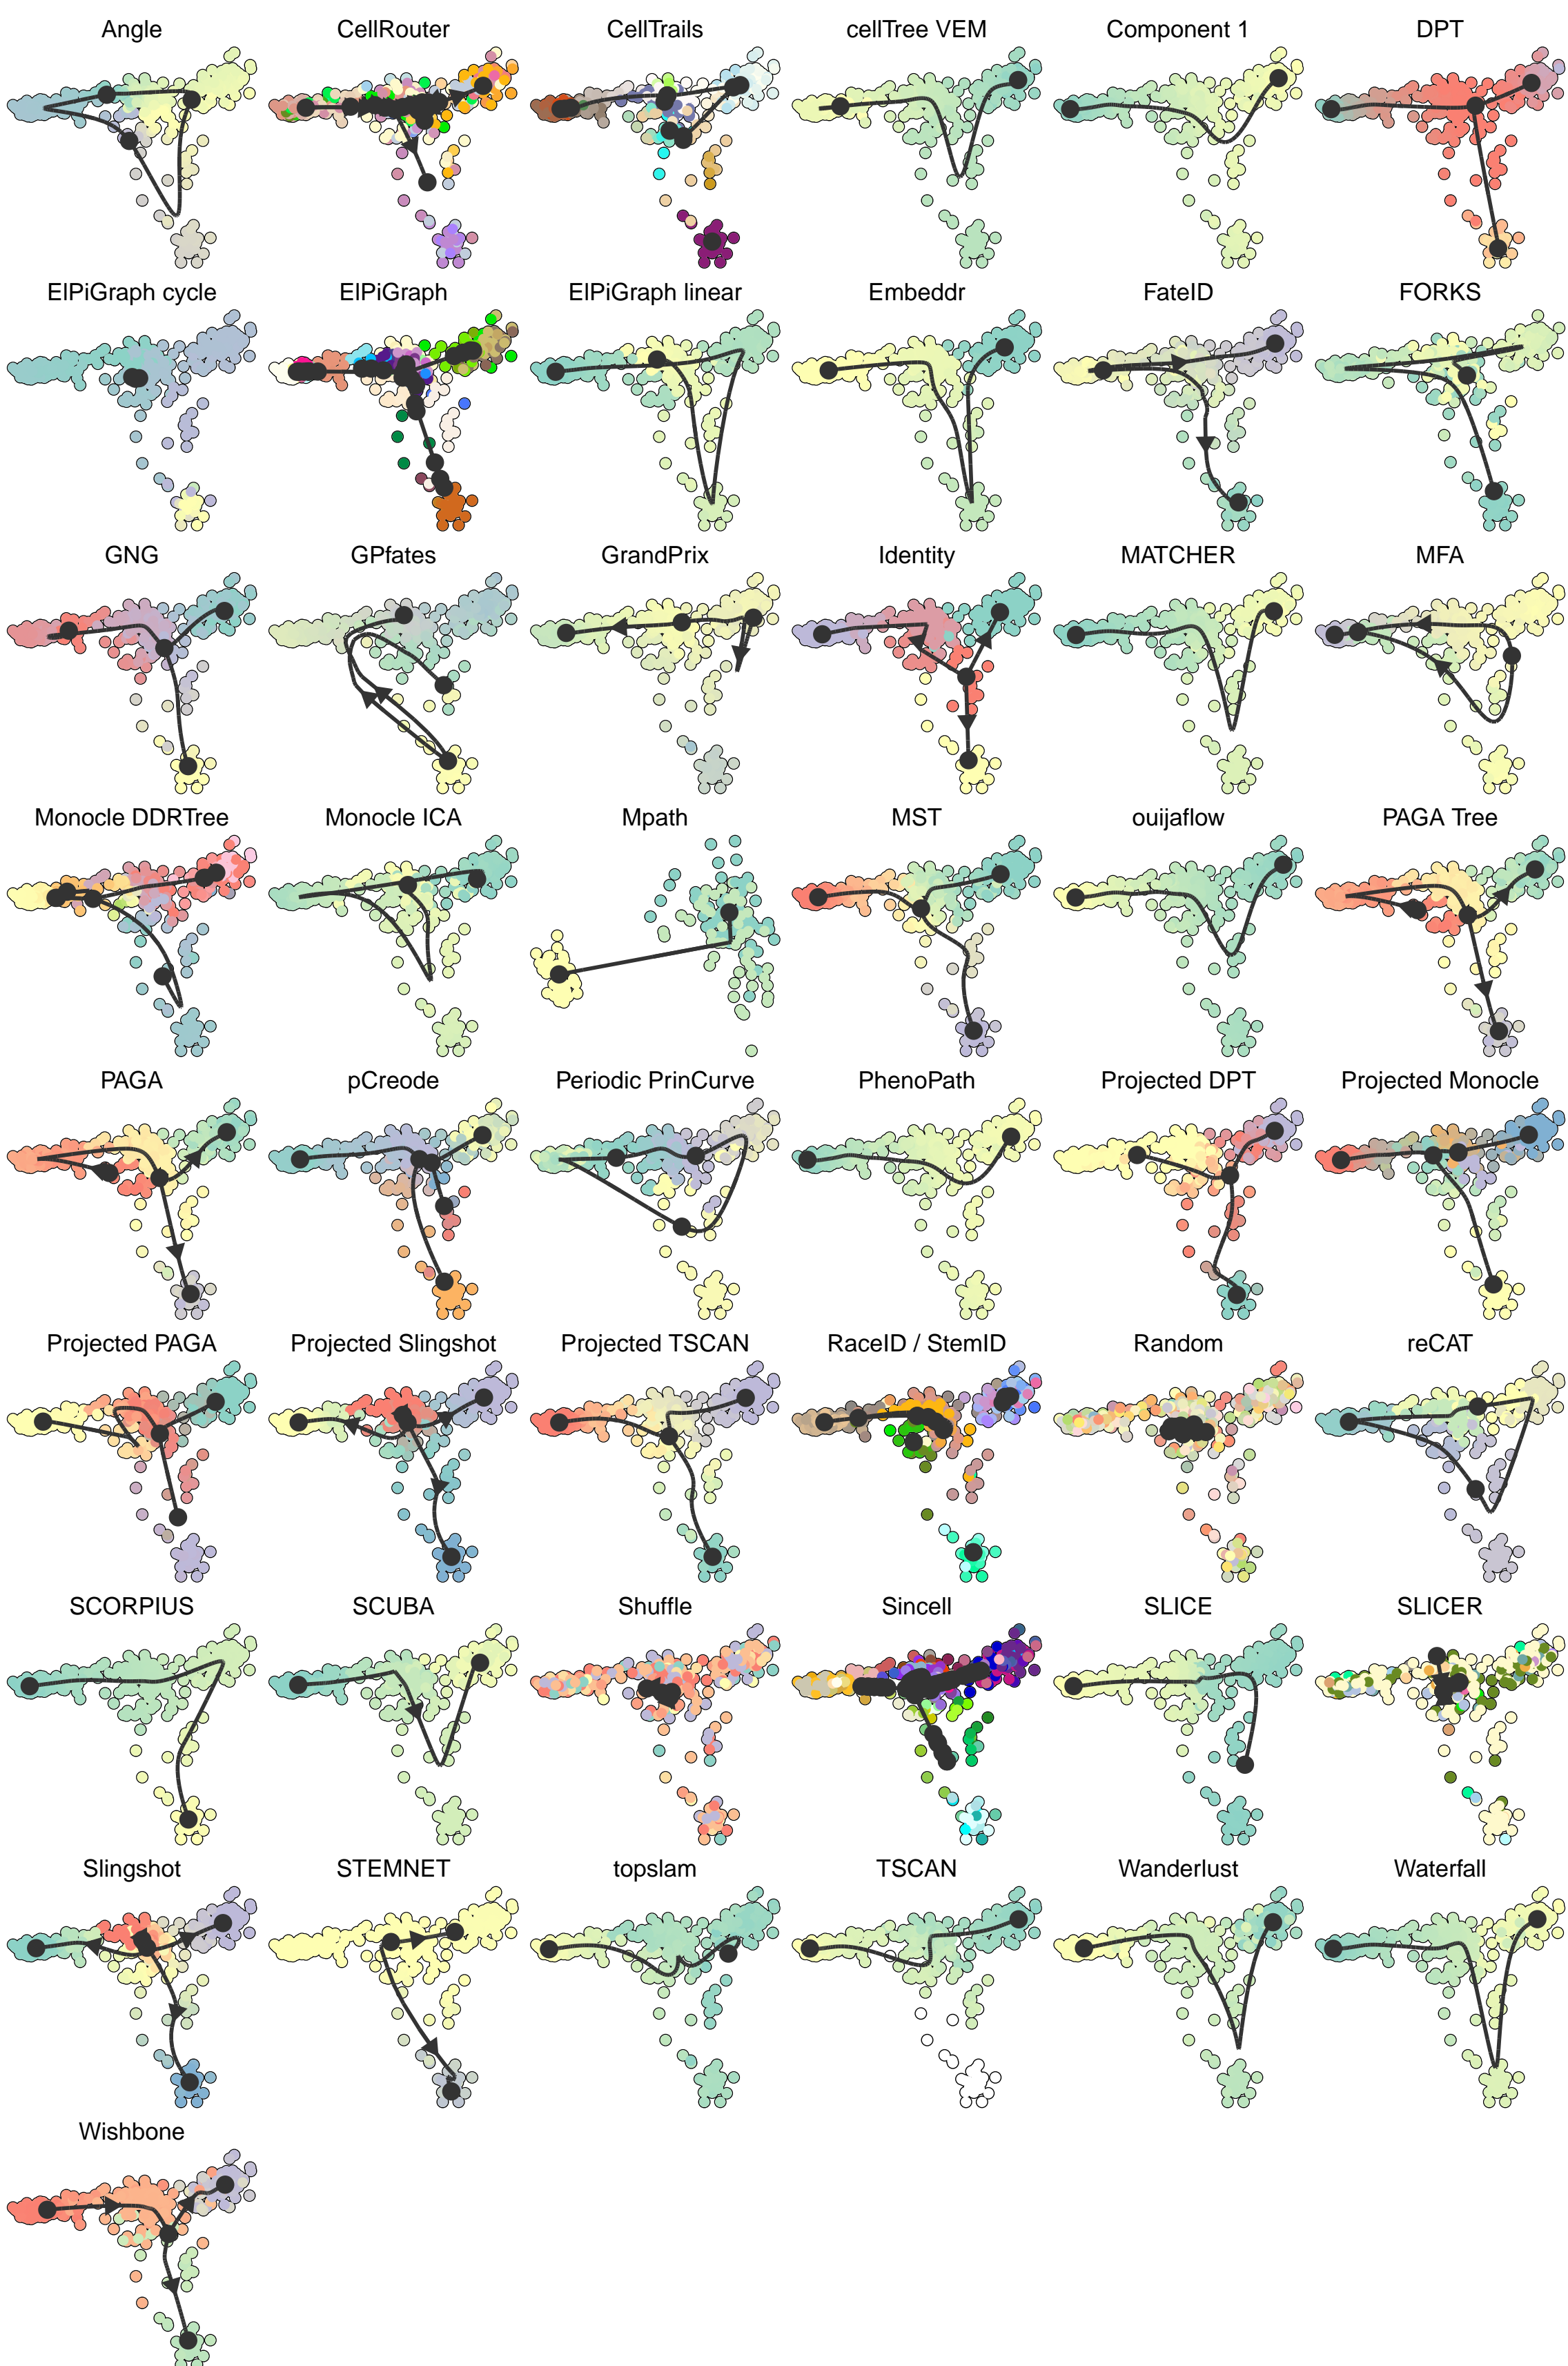 Angle CellRouter CellTrails cellTree VEM Component 1 DPT
ElPiGraph cycle ElPiGraph ElPiGraph linear Embeddr FateID FORKS
GNG GPfates GrandPrix Identity MATCHER MFA
Monocle DDRTree Monocle ICA Mpath MST ouijaflow PAGA Tree
PAGA pCreode Periodic PrinCurve PhenoPath Projected DPT Projected Monocle
Projected PAGA Projected Slingshot Projected TSCAN RaceID / StemID Random reCAT
SCORPIUS SCUBA Shuffle Sincell SLICE SLICER
Slingshot STEMNET topslam TSCAN Wanderlust Waterfall
Wishbone